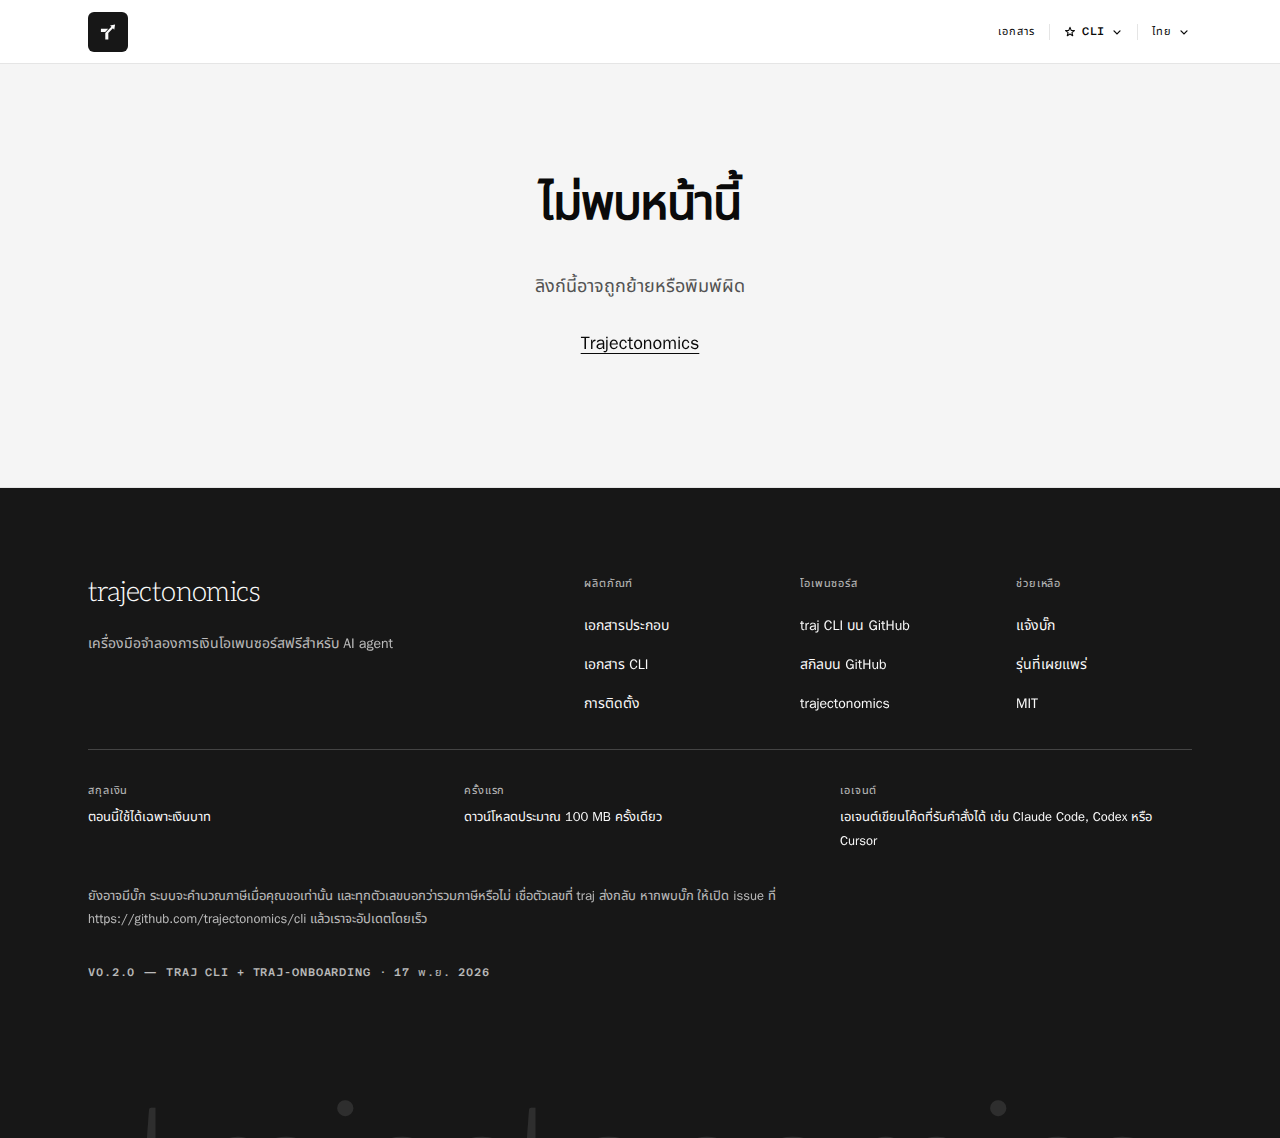 เอกสาร
CLI
ไทย
ไม่พบหน้านี้
ลิงก์นี้อาจถูกย้ายหรือพิมพ์ผิด
Trajectonomics
trajectonomics
เครื่องมือจำลองการเงินโอเพนซอร์สฟรีสำหรับ AI agent
ผลิตภัณฑ์
เอกสารประกอบ
เอกสาร CLI
การติดตั้ง
โอเพนซอร์ส
traj CLI บน GitHub
สกิลบน GitHub
trajectonomics
ช่วยเหลือ
แจ้งบั๊ก
รุ่นที่เผยแพร่
MIT
สกุลเงิน
ตอนนี้ใช้ได้เฉพาะเงินบาท
ครั้งแรก
ดาวน์โหลดประมาณ 100 MB ครั้งเดียว
เอเจนต์
เอเจนต์เขียนโค้ดที่รันคำสั่งได้ เช่น Claude Code, Codex หรือ
Cursor
ยังอาจมีบั๊ก ระบบจะคำนวณภาษีเมื่อคุณขอเท่านั้น และทุกตัวเลขบอกว่ารวมภาษีหรือไม่ เชื่อตัวเลขที่ traj ส่งกลับ หากพบบั๊ก ให้เปิด issue ที่
https://github.com/trajectonomics/cli แล้วเราจะอัปเดตโดยเร็ว
V0.2.0 — TRAJ CLI + TRAJ-ONBOARDING · 17 พ.ย. 2026